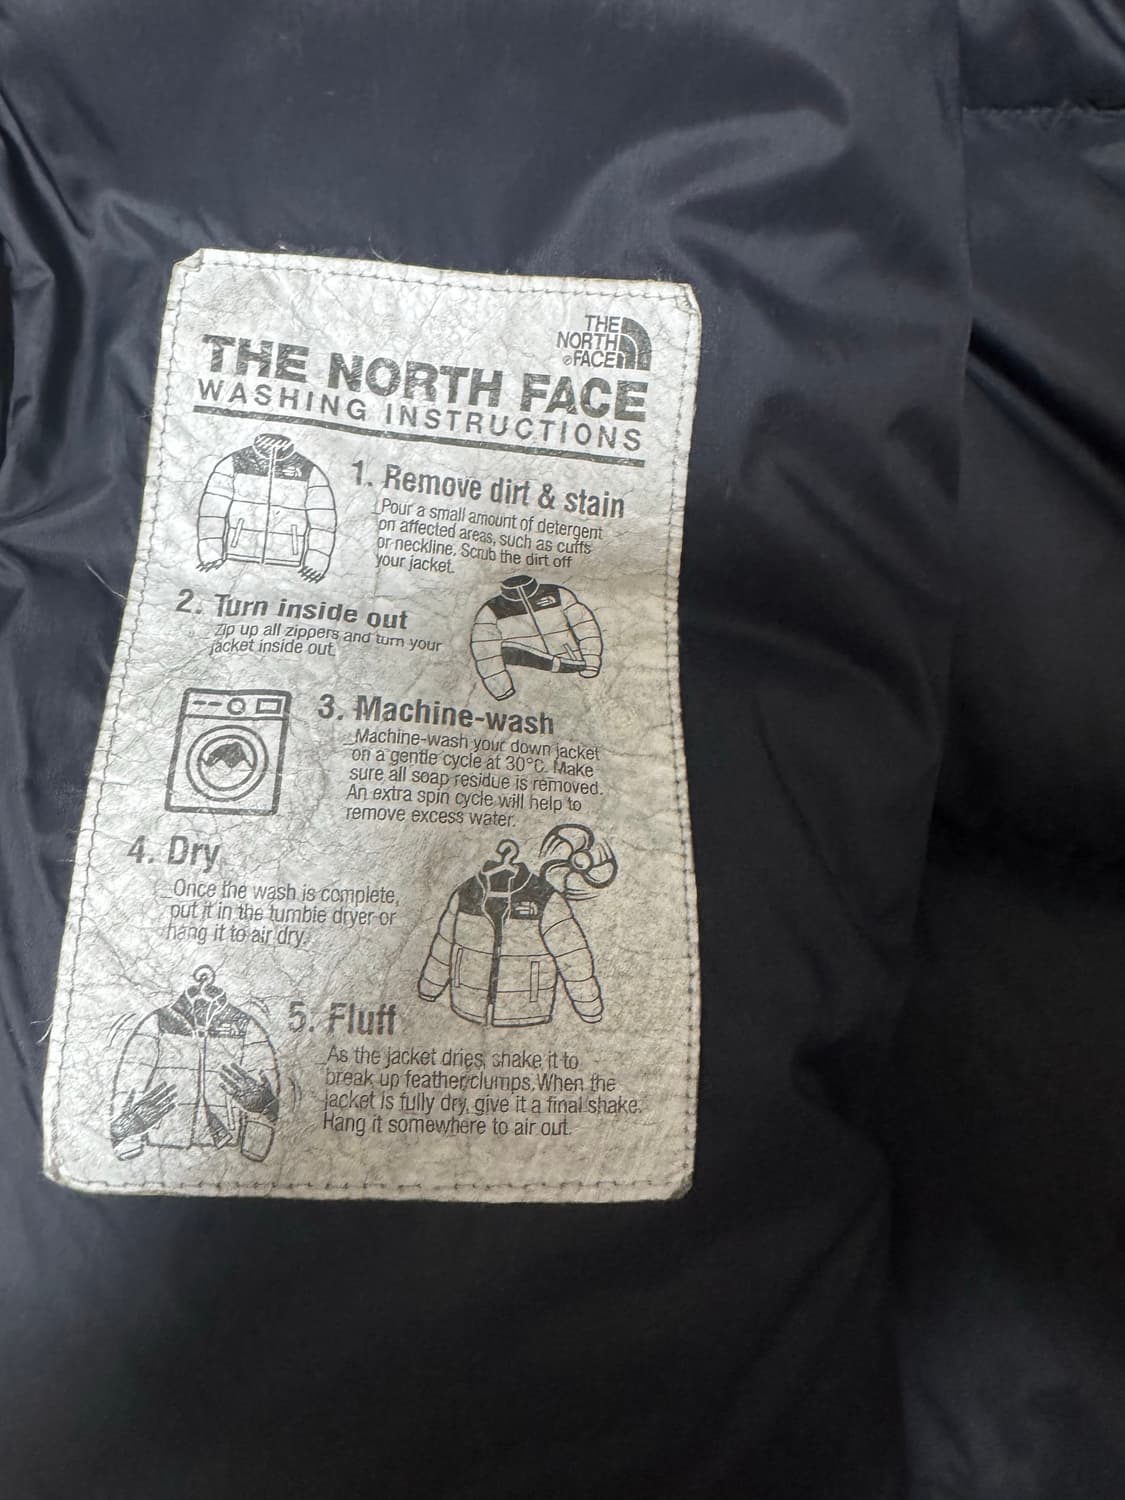 THE
NORTH
FACE
THE NORTH FACE
WASHING INSTRUCTIONS
1. Remove dirt & stain
Pour a small amount of detergent
on affected areas, such as cuffs
or neckline. Scrub the dirt off
your jacket.
2. Turn inside out
Zip up all zippers and turn your
jacket inside out.
3. Machine-wash
Machine-wash your down jacket
on a gentle cycle at 30°C. Make
sure all soap residue is removed.
An extra spin cycle will help to
remove excess water.
4. Dry
Once the wash is complete,
put it in the tumble dryer or
hang it to air dry.
5. Fluff
As the jacket dries, shake it to
break up feather clumps. When the
jacket is fully dry, give it a final shake.
Hang it somewhere to air out.